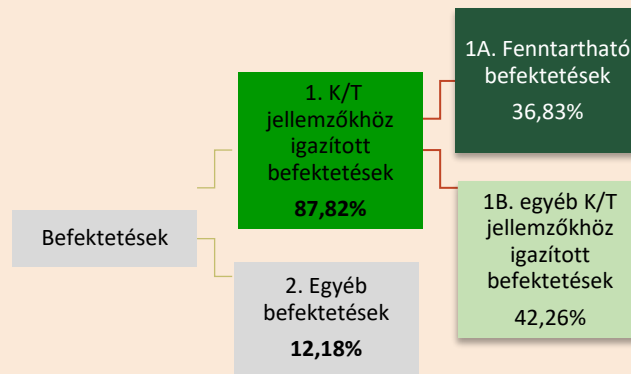 Befektetések
1. K/T
jellemzőkhöz
igazított
befektetések
87,82%
2. Egyéb
befektetések
12,18%
1A. Fenntartható
befektetések
36,83%
1B. egyéb K/T
jellemzőkhöz
igazított
befektetések
42,26%